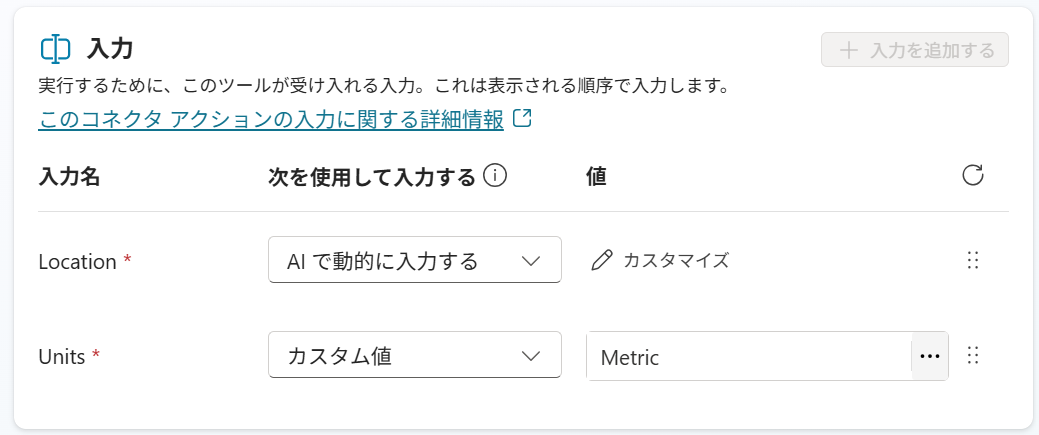 入力
入力を追加する
実行するために、このツールが受け入れる入力。これは表示される順序で入力します。
このコネクタ アクションの入力に関する詳細情報
入力名 次を使用して入力する 値
Location * AI で動的に入力する カスタマイズ
Units * カスタム値 Metric ...